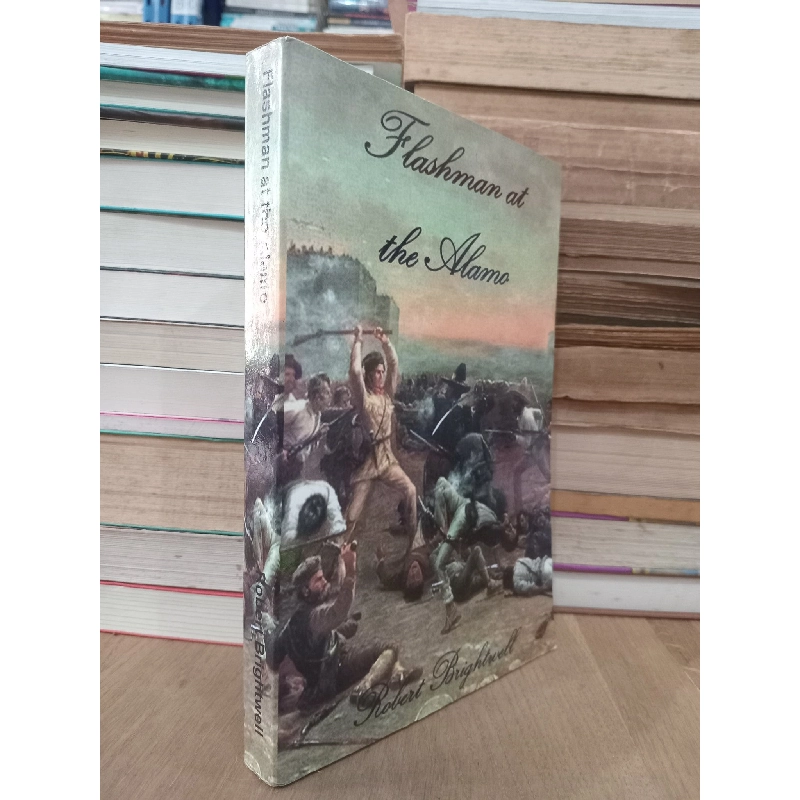 Flashman at
the Alamo
Robert Brightwell
Flashman at the Alamo
Robert Brightwell